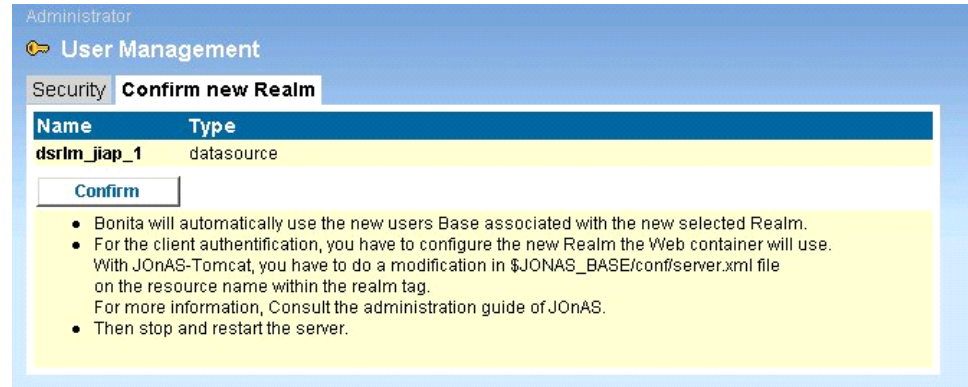 Administrator
User Management
Security Confirm new Realm
Name Type
dsrlm_jiap_1 datasource
Confirm
• Bonita will automatically use the new users Base associated with the new selected Realm.
• For the client authentification, you have to configure the new Realm the Web container will use.
With JOnAS-Tomcat, you have to do a modification in $JONAS_BASE/conf/server.xml file
on the resource name within the realm tag.
For more information, Consult the administration guide of JOnAS.
• Then stop and restart the server.